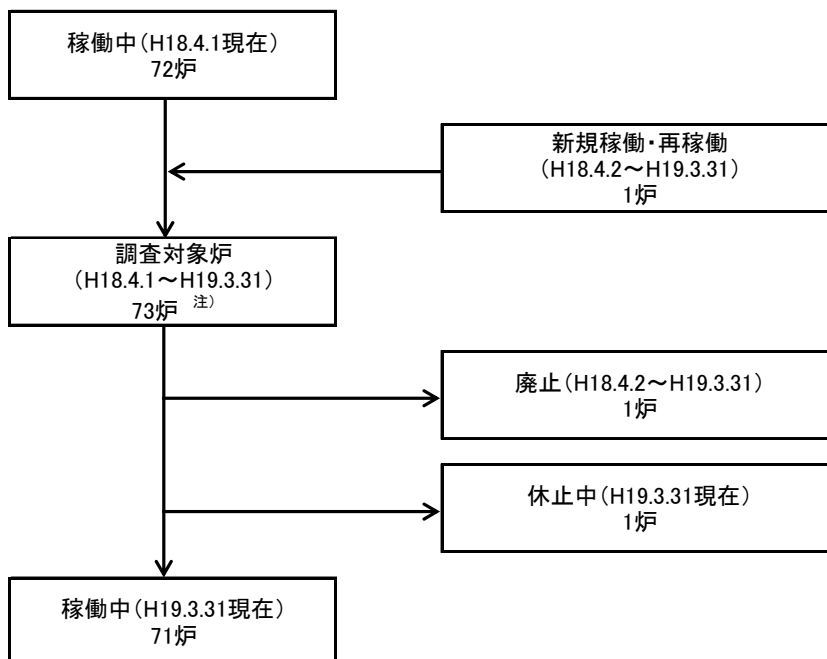 稼働中(H18.4.1現在)
72炉
新規稼働・再稼働
(H18.4.2～H19.3.31)
1炉
調査対象炉
(H18.4.1～H19.3.31)
73炉 注)
廃止(H18.4.2～H19.3.31)
1炉
休止中(H19.3.31現在)
1炉
稼働中(H19.3.31現在)
71炉